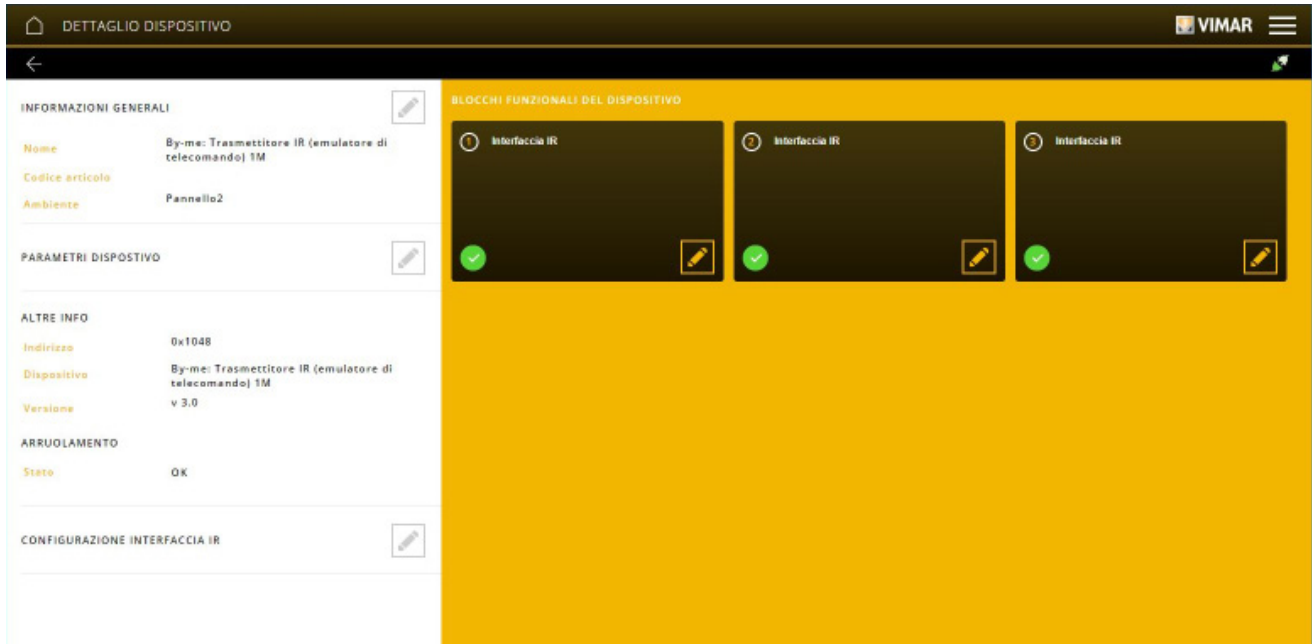 DETTAGLIO DISPOSITIVO
VIMAR
INFORMAZIONI GENERALI
Nome
By-me: Trasmettitore IR (emulatore di
telecomando) 1M
Codice articolo
Ambiente
Pannello2
PARAMETRI DISPOSTIVO
ALTRE INFO
Indirizzo
0x1048
Dispositivo
By-me: Trasmettitore IR (emulatore di
telecomando) 1M
Versione
v 3.0
ARRUOLAMENTO
Stato
OK
CONFIGURAZIONE INTERFACCIA IR
BLOCCHI FUNZIONALI DEL DISPOSITIVO
1 Interfaccia IR
2 Interfaccia IR
3 Interfaccia IR